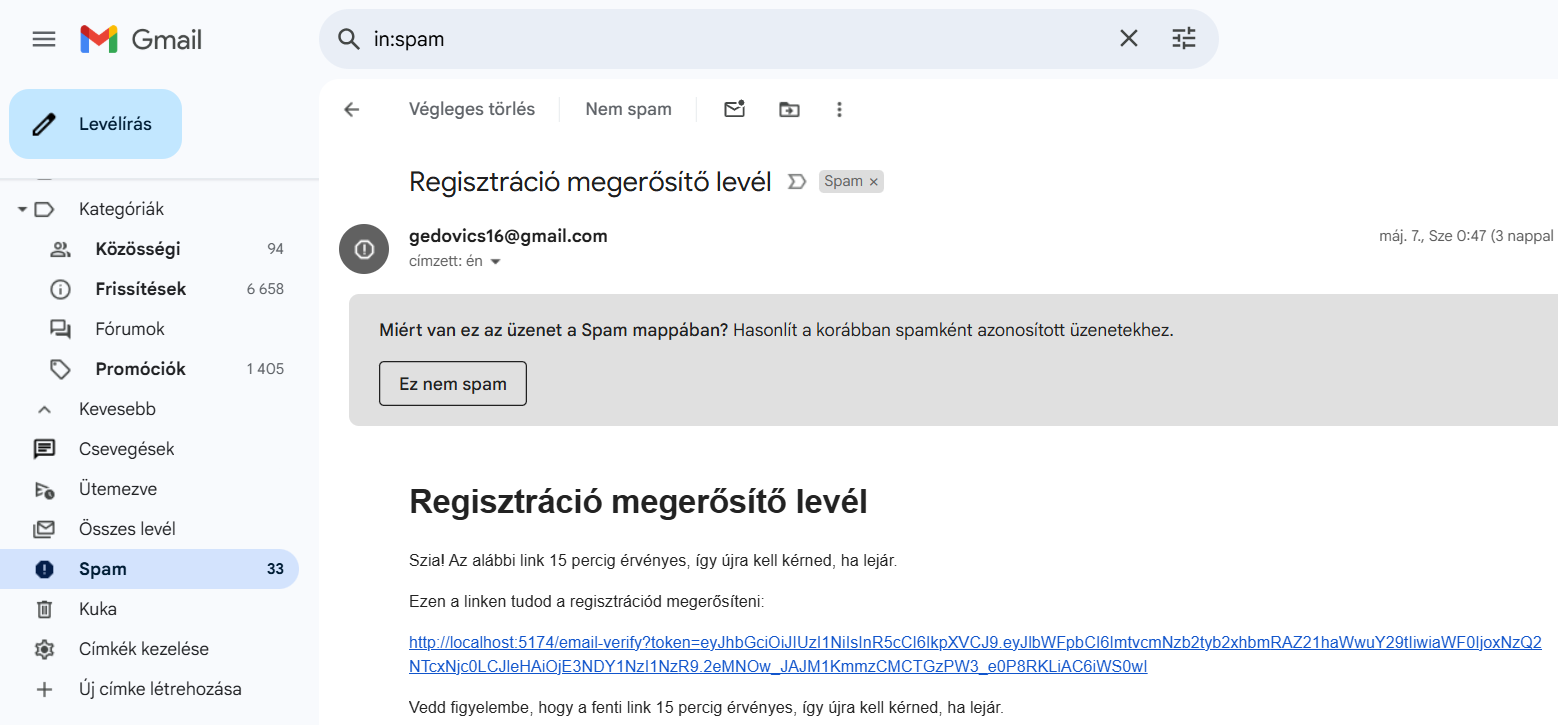 Gmail
in:spam
Levélírás
Végleges törlés
Nem spam
Regisztráció megerősítő levél
Spam ×
Kategóriák
Közösségi 94
Frissítések 6 658
Fórumok
Promóciók 1 405
Kevesebb
Csevegések
Ütemezve
Összes levél
Spam 33
Kuka
Címkék kezelése
Új címke létrehozása
gedovics16@gmail.com
máj. 7., Sze 0:47 (3 nappal
címzett: én
Miért van ez az üzenet a Spam mappában? Hasonlít a korábban spamként azonosított üzenetekhez.
Ez nem spam
Regisztráció megerősítő levél
Szia! Az alábbi link 15 percig érvényes, így újra kell kérned, ha lejár.
Ezen a linken tudod a regisztrációd megerősíteni:
http://localhost:5174/email-verify?token=eyJhbGciOiJIUzI1NiIsInR5cCI6IkpXVCJ9.eyJlbWFpbCI6ImtvcmNzb2tyb2xhbmRAZ21haWwuY29tIiwiaWF0IjoxNzQ2
NTcxNjc0LCJleHAiOjE3NDY1NzI1NzR9.2eMNOw_JAJM1KmmzCMCTGzPW3_e0P8RKLiAC6iWS0wI
Vedd figyelembe, hogy a fenti link 15 percig érvényes, így újra kell kérned, ha lejár.